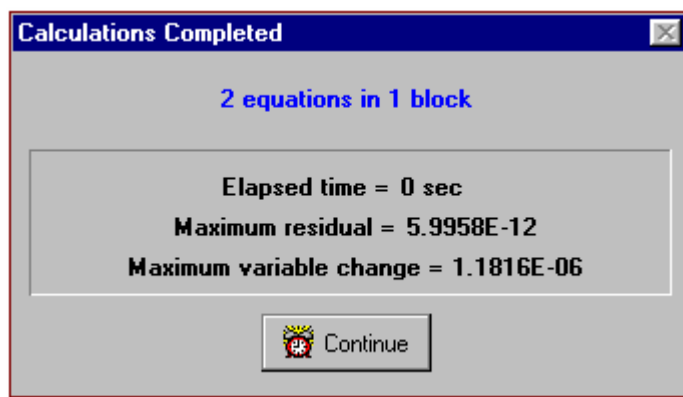 Calculations Completed
2 equations in 1 block
Elapsed time = 0 sec
Maximum residual = 5.9958E-12
Maximum variable change = 1.1816E-06
Continue